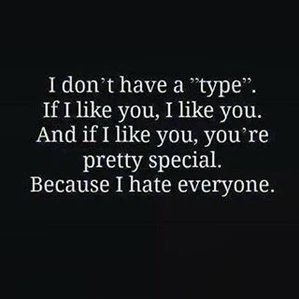 I don't have a "type".
If I like you, I like you.
And if I like you, you're
pretty special.
Because I hate everyone.